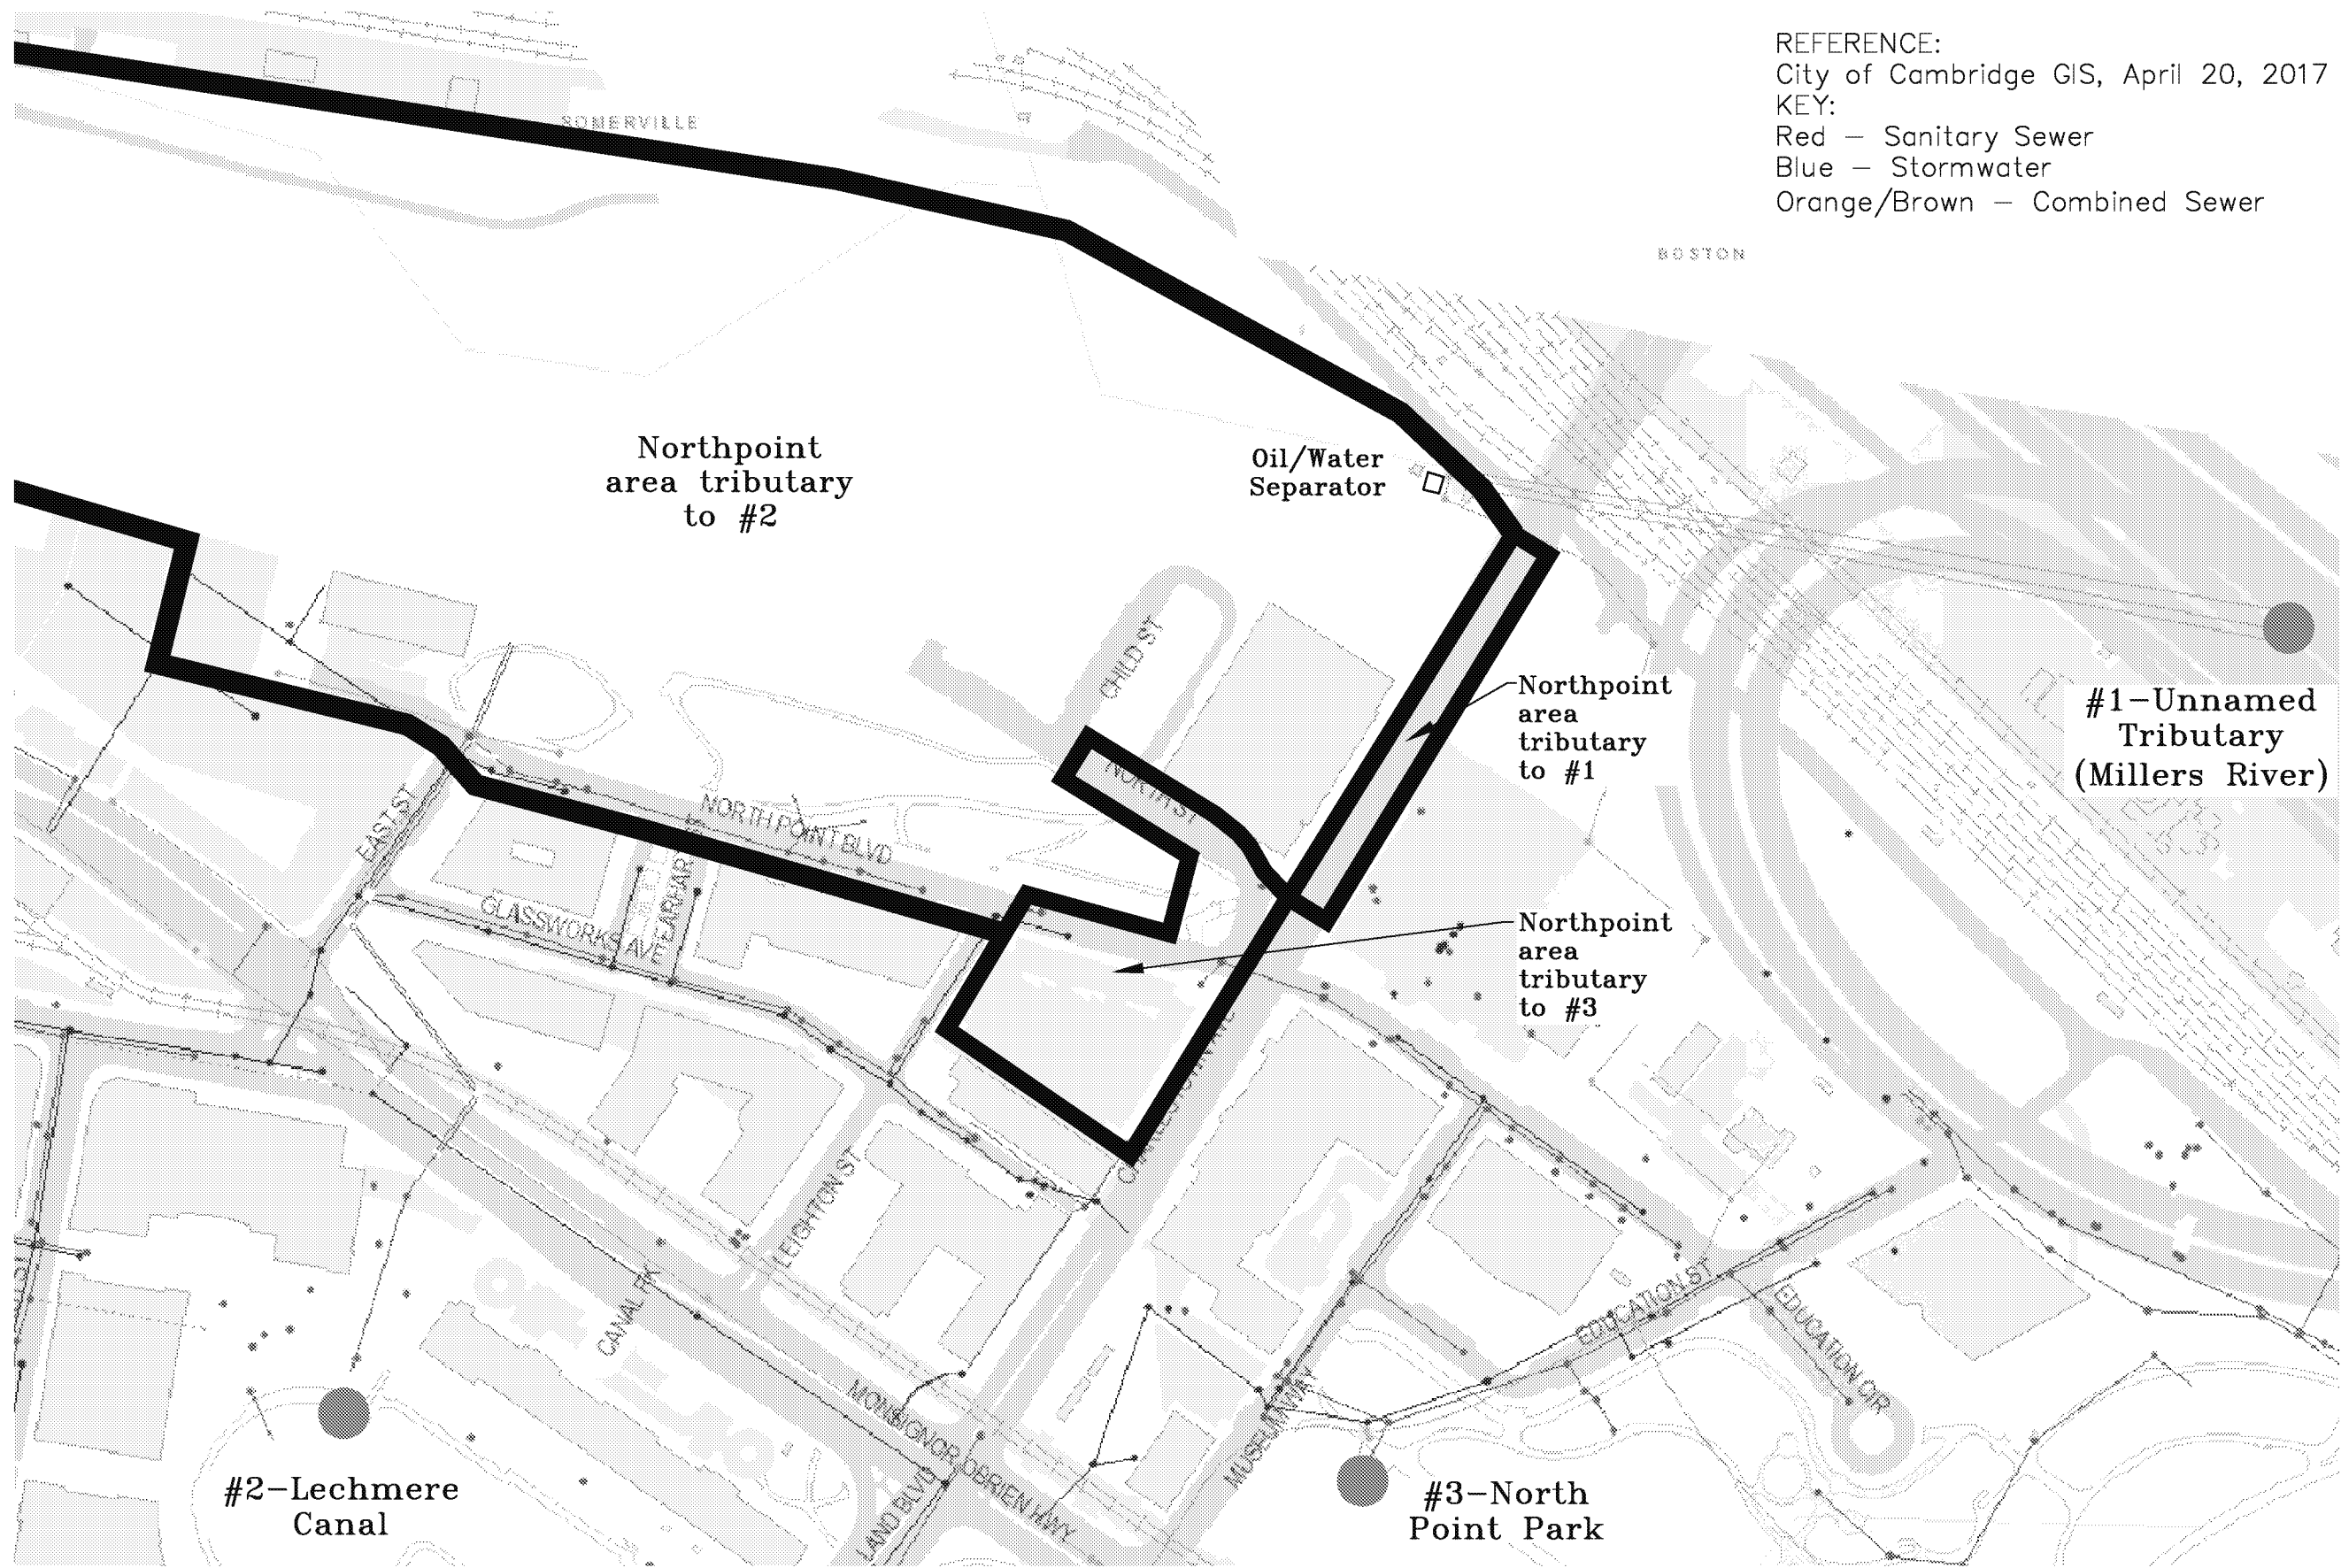 REFERENCE:
City of Cambridge GIS, April 20, 2017
KEY:
Red – Sanitary Sewer
Blue – Stormwater
Orange/Brown – Combined Sewer
SOMERVILLE
BOSTON
Northpoint
area tributary
to #2
Oil/Water
Separator
CHILD ST
Northpoint
area
tributary
to #1
#1–Unnamed
Tributary
(Millers River)
NORTH ST
NORTH POINT BLVD
EAST ST
GLASSWORKS AVE
Northpoint
area
tributary
to #3
LEIGHTON ST
CANAL PK
EDUCATION ST
EDUCATION CIR
MUSEUM WAY
MONSIGNOR OBRIEN HWY
LAND BLVD
#2–Lechmere
Canal
#3–North
Point Park